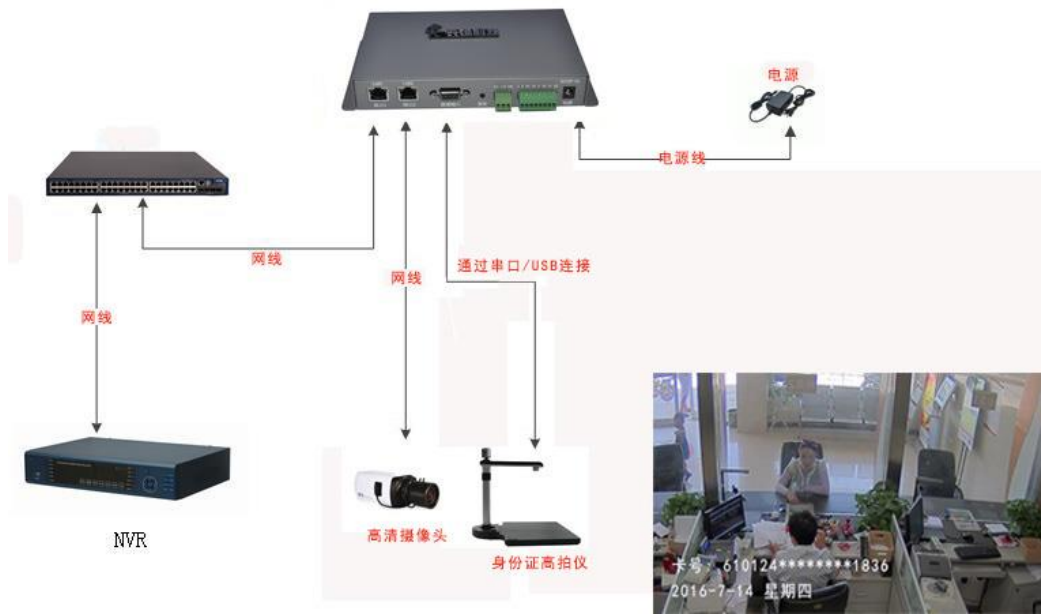 电源
电源线
网线
通过串口/USB连接
网线
网线
NVR
高清摄像头
身份证高拍仪
卡号: 610124********1836
2016-7-14 星期四